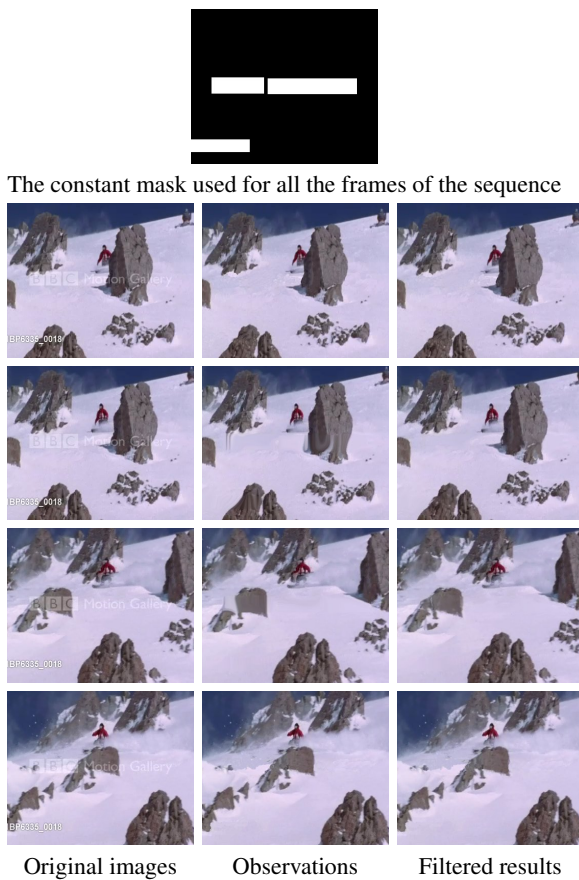 The constant mask used for all the frames of the sequence
BBC Motion Gallery
BP6335_0018
BBC Motion Gallery
BP6335_0018
BBC Motion Gallery
BP6335_0018
BBC Motion Gallery
BP6335_0018
Original images
Observations
Filtered results